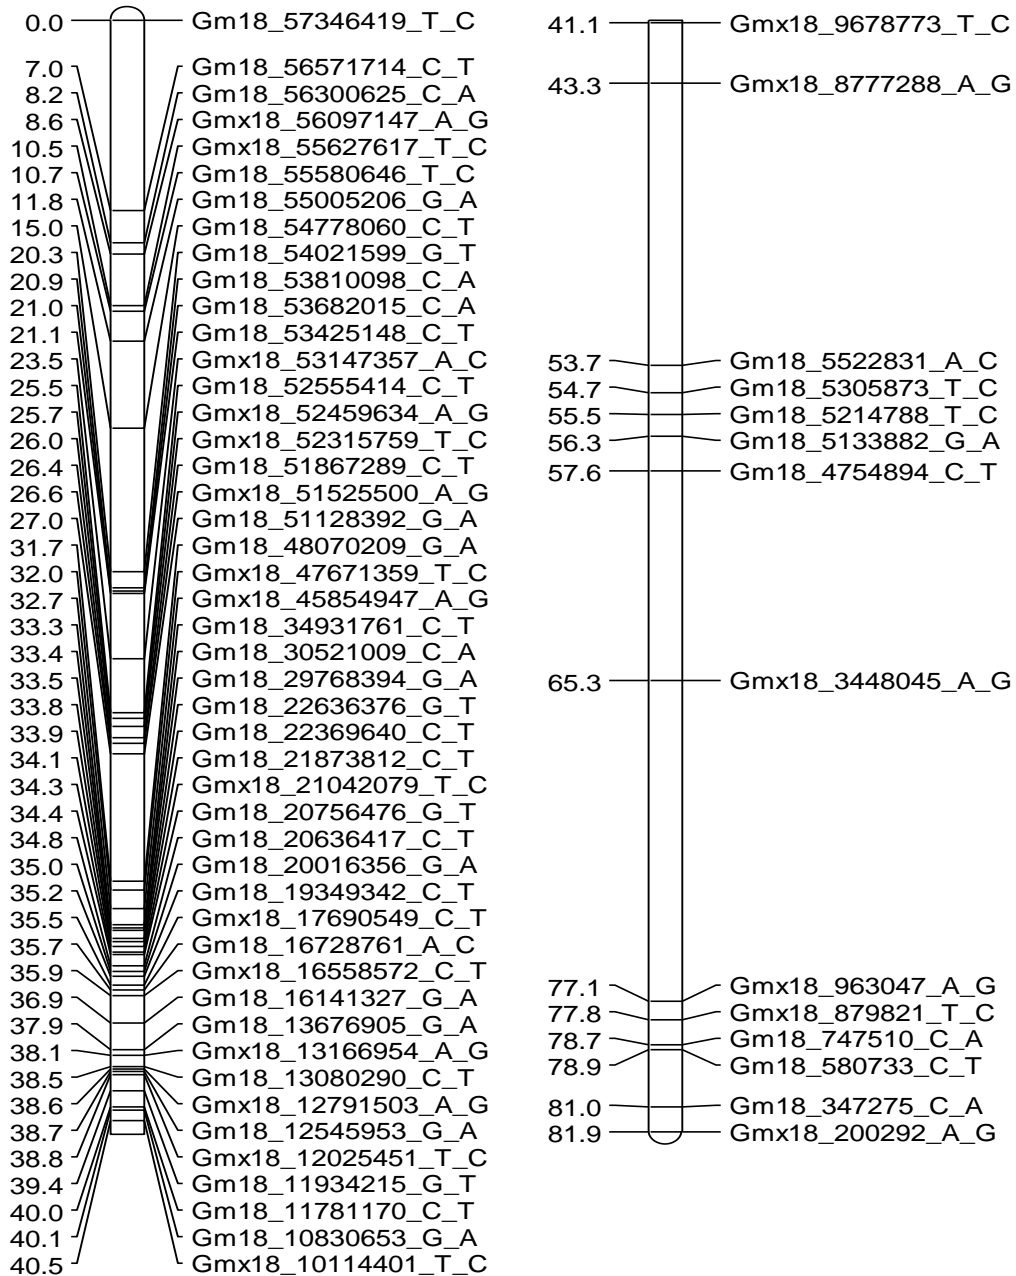 0.0 Gm18_57346419_T_C
7.0 Gm18_56571714_C_T
8.2 Gm18_56300625_C_A
8.6 Gmx18_56097147_A_G
10.5 Gmx18_55627617_T_C
10.7 Gm18_55580646_T_C
11.8 Gm18_55005206_G_A
15.0 Gm18_54778060_C_T
20.3 Gm18_54021599_G_T
20.9 Gm18_53810098_C_A
21.0 Gm18_53682015_C_A
21.1 Gm18_53425148_C_T
23.5 Gmx18_53147357_A_C
25.5 Gm18_52555414_C_T
25.7 Gmx18_52459634_A_G
26.0 Gmx18_52315759_T_C
26.4 Gm18_51867289_C_T
26.6 Gmx18_51525500_A_G
27.0 Gm18_51128392_G_A
31.7 Gm18_48070209_G_A
32.0 Gmx18_47671359_T_C
32.7 Gmx18_45854947_A_G
33.3 Gm18_34931761_C_T
33.4 Gm18_30521009_C_A
33.5 Gm18_29768394_G_A
33.8 Gm18_22636376_G_T
33.9 Gm18_22369640_C_T
34.1 Gm18_21873812_C_T
34.3 Gmx18_21042079_T_C
34.4 Gm18_20756476_G_T
34.8 Gm18_20636417_C_T
35.0 Gm18_20016356_G_A
35.2 Gm18_19349342_C_T
35.5 Gmx18_17690549_C_T
35.7 Gm18_16728761_A_C
35.9 Gmx18_16558572_C_T
36.9 Gm18_16141327_G_A
37.9 Gm18_13676905_G_A
38.1 Gmx18_13166954_A_G
38.5 Gm18_13080290_C_T
38.6 Gmx18_12791503_A_G
38.7 Gm18_12545953_G_A
38.8 Gmx18_12025451_T_C
39.4 Gm18_11934215_G_T
40.0 Gm18_11781170_C_T
40.1 Gm18_10830653_G_A
40.5 Gmx18_10114401_T_C
41.1 Gmx18_9678773_T_C
43.3 Gmx18_8777288_A_G
53.7 Gm18_5522831_A_C
54.7 Gm18_5305873_T_C
55.5 Gm18_5214788_T_C
56.3 Gm18_5133882_G_A
57.6 Gm18_4754894_C_T
65.3 Gmx18_3448045_A_G
77.1 Gmx18_963047_A_G
77.8 Gmx18_879821_T_C
78.7 Gm18_747510_C_A
78.9 Gm18_580733_C_T
81.0 Gm18_347275_C_A
81.9 Gmx18_200292_A_G